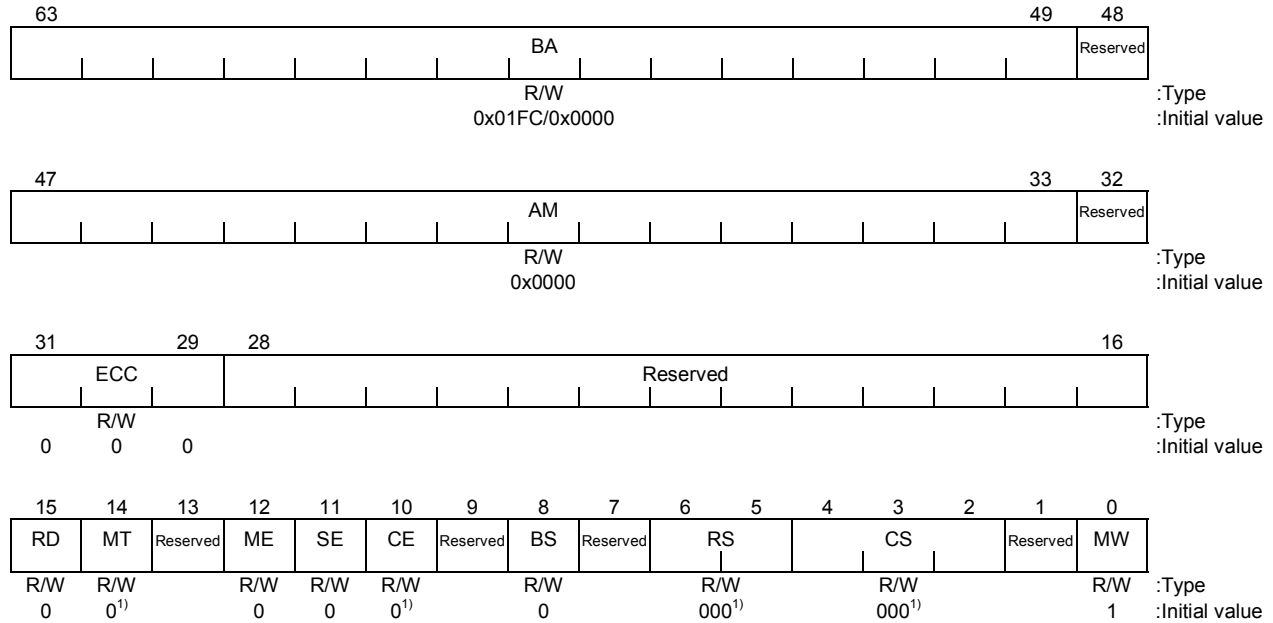 63 49 48
BA Reserved
R/W :Type
0x01FC/0x0000 :Initial value
47 33 32
AM Reserved
R/W :Type
0x0000 :Initial value
31 29 28 16
ECC Reserved
R/W :Type
0 0 0 :Initial value
15 14 13 12 11 10 9 8 7 6 5 4 3 2 1 0
RD MT Reserved ME SE CE Reserved BS Reserved RS CS Reserved MW
R/W R/W R/W R/W R/W R/W R/W R/W R/W :Type
0 0¹⁾ 0 0 0¹⁾ 0 000¹⁾ 000¹⁾ 1 :Initial value